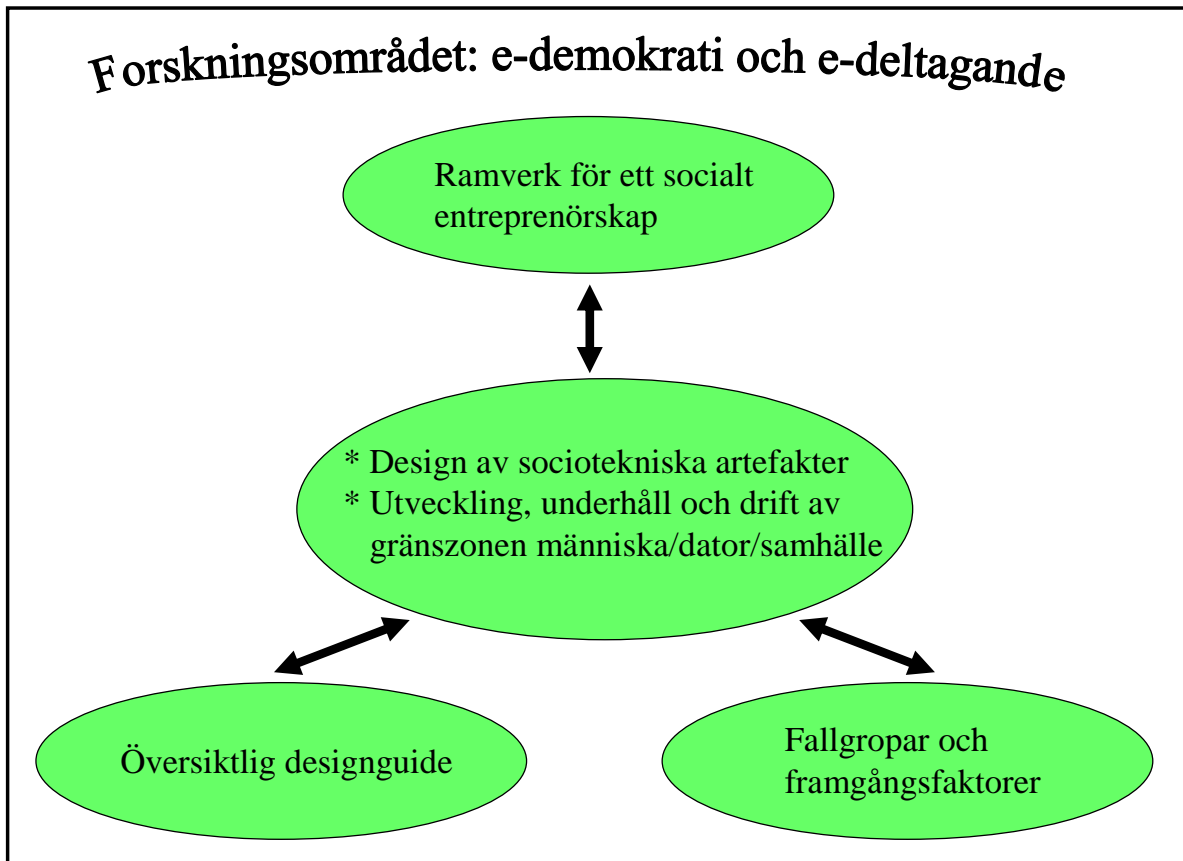 Forskningsområdet: e-demokrati och e-deltagande
Ramverk för ett socialt
entreprenörskap
* Design av sociotekniska artefakter
* Utveckling, underhåll och drift av
gränszonen människa/dator/samhälle
Översiktlig designguide
Fallgropar och
framgångsfaktorer